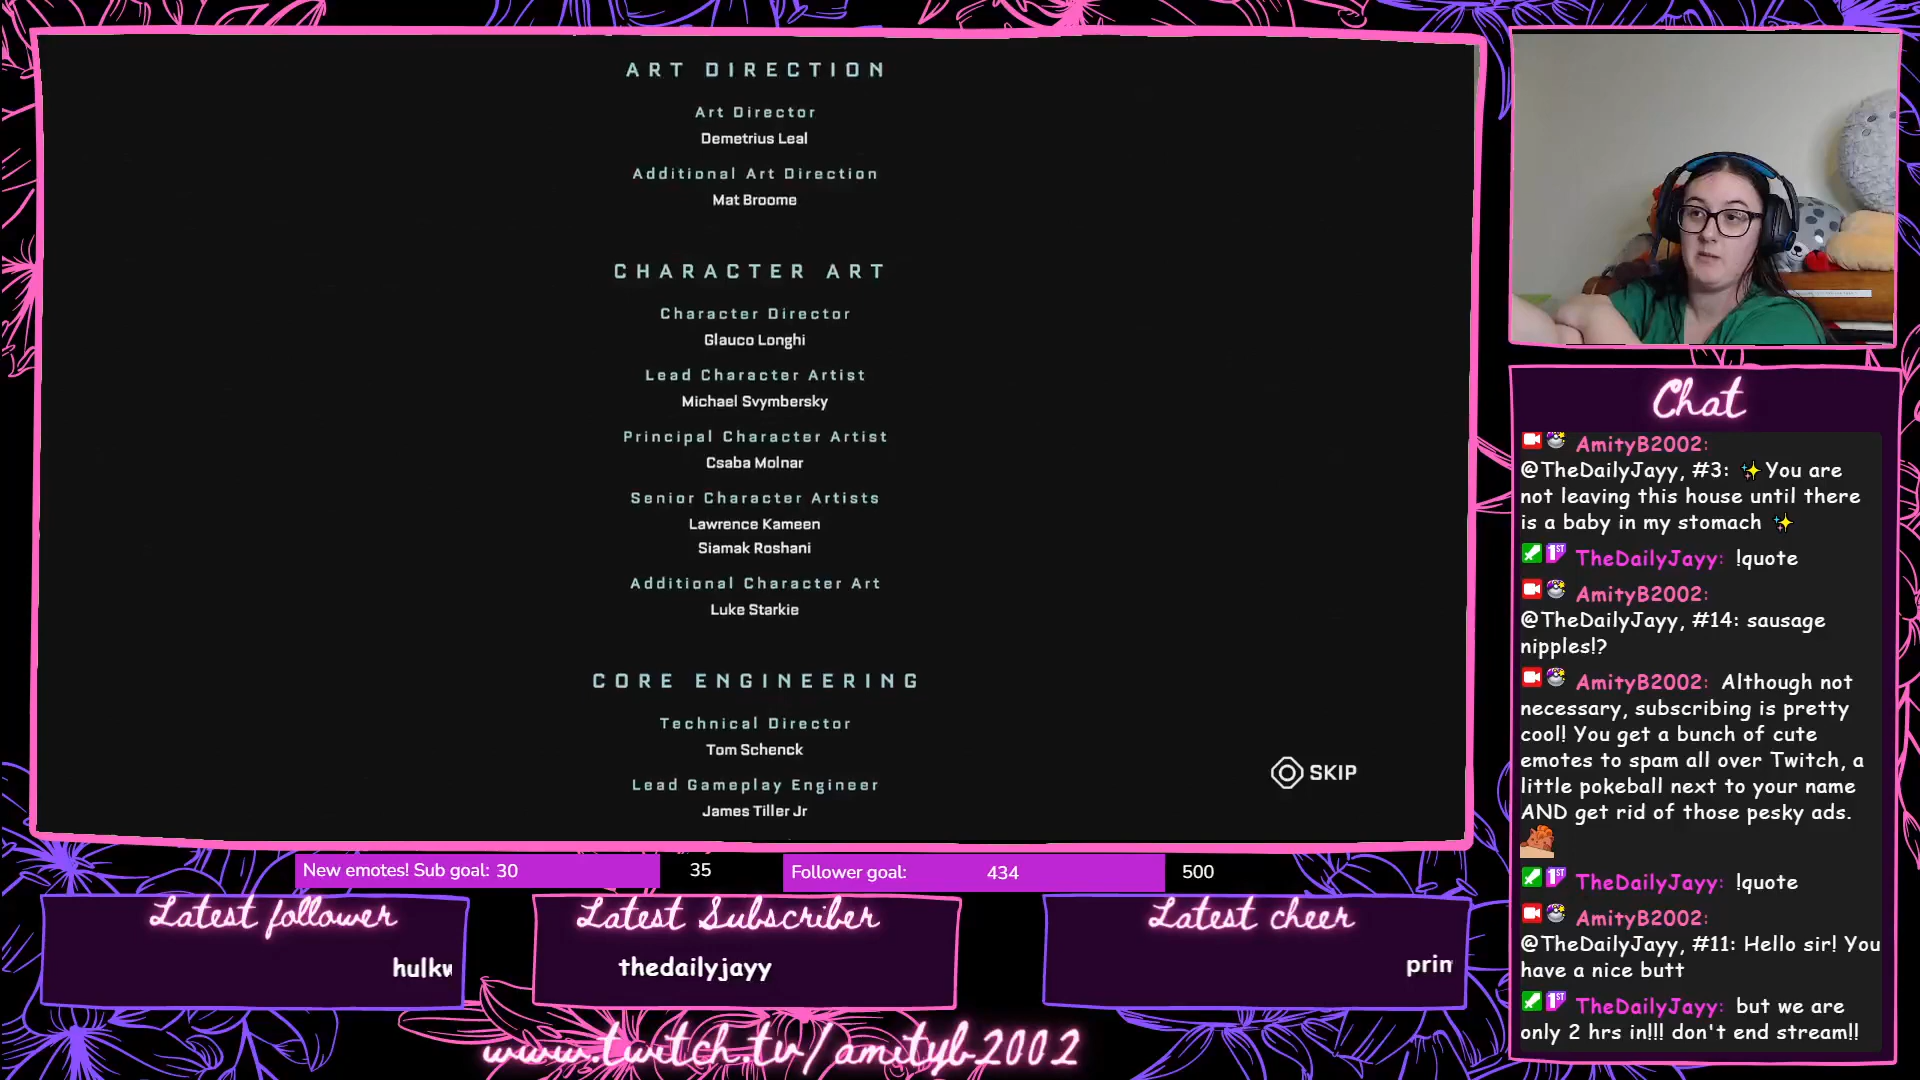 ART DIRECTION
Art Director
Demetrius Leal
Additional Art Direction
Mat Broome
CHARACTER ART
Character Director
Glauco Longhi
Lead Character Artist
Michael Svymbersky
Principal Character Artist
Csaba Molnar
Senior Character Artists
Lawrence Kameen
Siamak Roshani
Additional Character Art
Luke Starkie
CORE ENGINEERING
Technical Director
Tom Schenck
Lead Gameplay Engineer
James Tiller Jr
SKIP
Chat
AmityB2002:
@TheDailyJayy, #3: ✨You are
not leaving this house until there
is a baby in my stomach ✨
TheDailyJayy: !quote
AmityB2002:
@TheDailyJayy, #14: sausage
nipples!?
AmityB2002: Although not
necessary, subscribing is pretty
cool! You get a bunch of cute
emotes to spam all over Twitch, a
little pokeball next to your name
AND get rid of those pesky ads.
TheDailyJayy: !quote
AmityB2002:
@TheDailyJayy, #11: Hello sir! You
have a nice butt
TheDailyJayy: but we are
only 2 hrs in!!! don't end stream!!
New emotes! Sub goal: 30 35
Follower goal: 434 500
Latest follower
hulkw
Latest Subscriber
thedailyjayy
Latest cheer
prin
www.twitch.tv/amityb2002